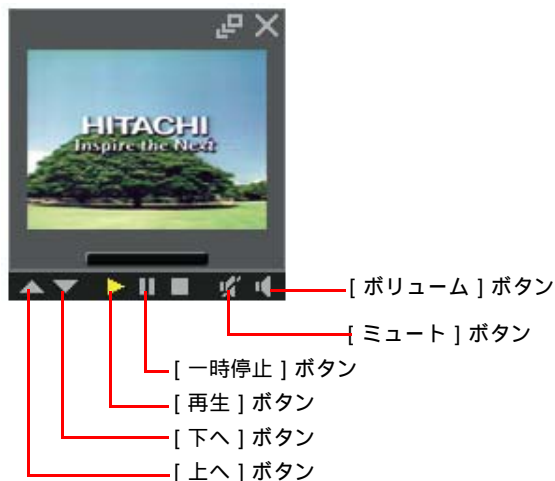 HITACHI
Inspire the Next
[ ボリューム ] ボタン
[ ミュート ] ボタン
[ 一時停止 ] ボタン
[ 再生 ] ボタン
[ 下へ ] ボタン
[ 上へ ] ボタン